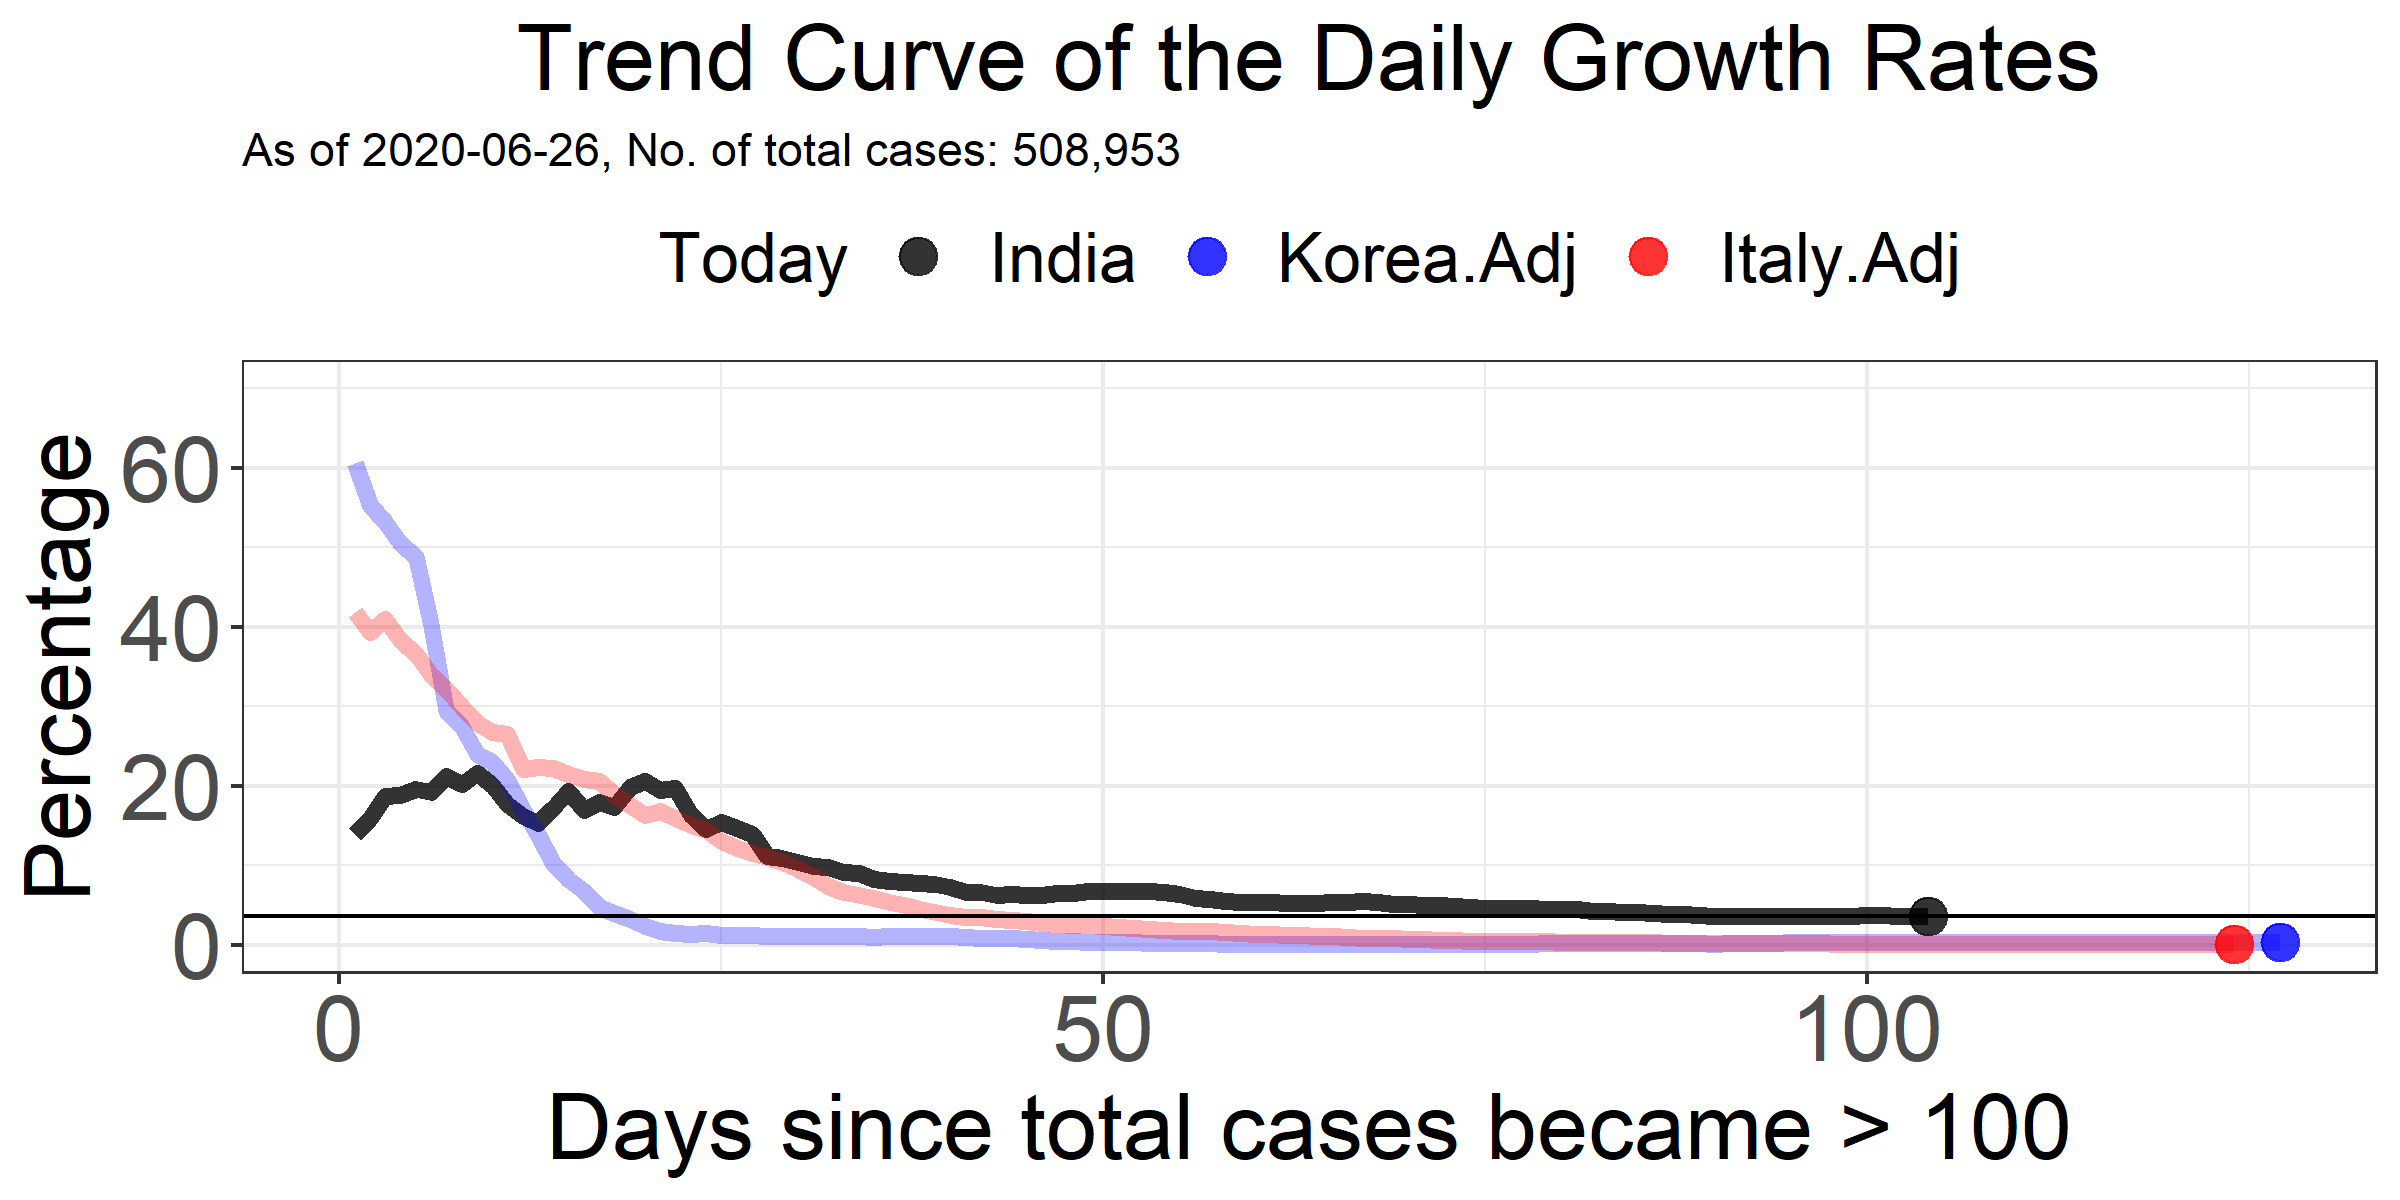 Trend Curve of the Daily Growth Rates
As of 2020-06-26, No. of total cases: 508,953
Today India Korea.Adj Italy.Adj
Percentage
60
40
20
0
0 50 100
Days since total cases became > 100